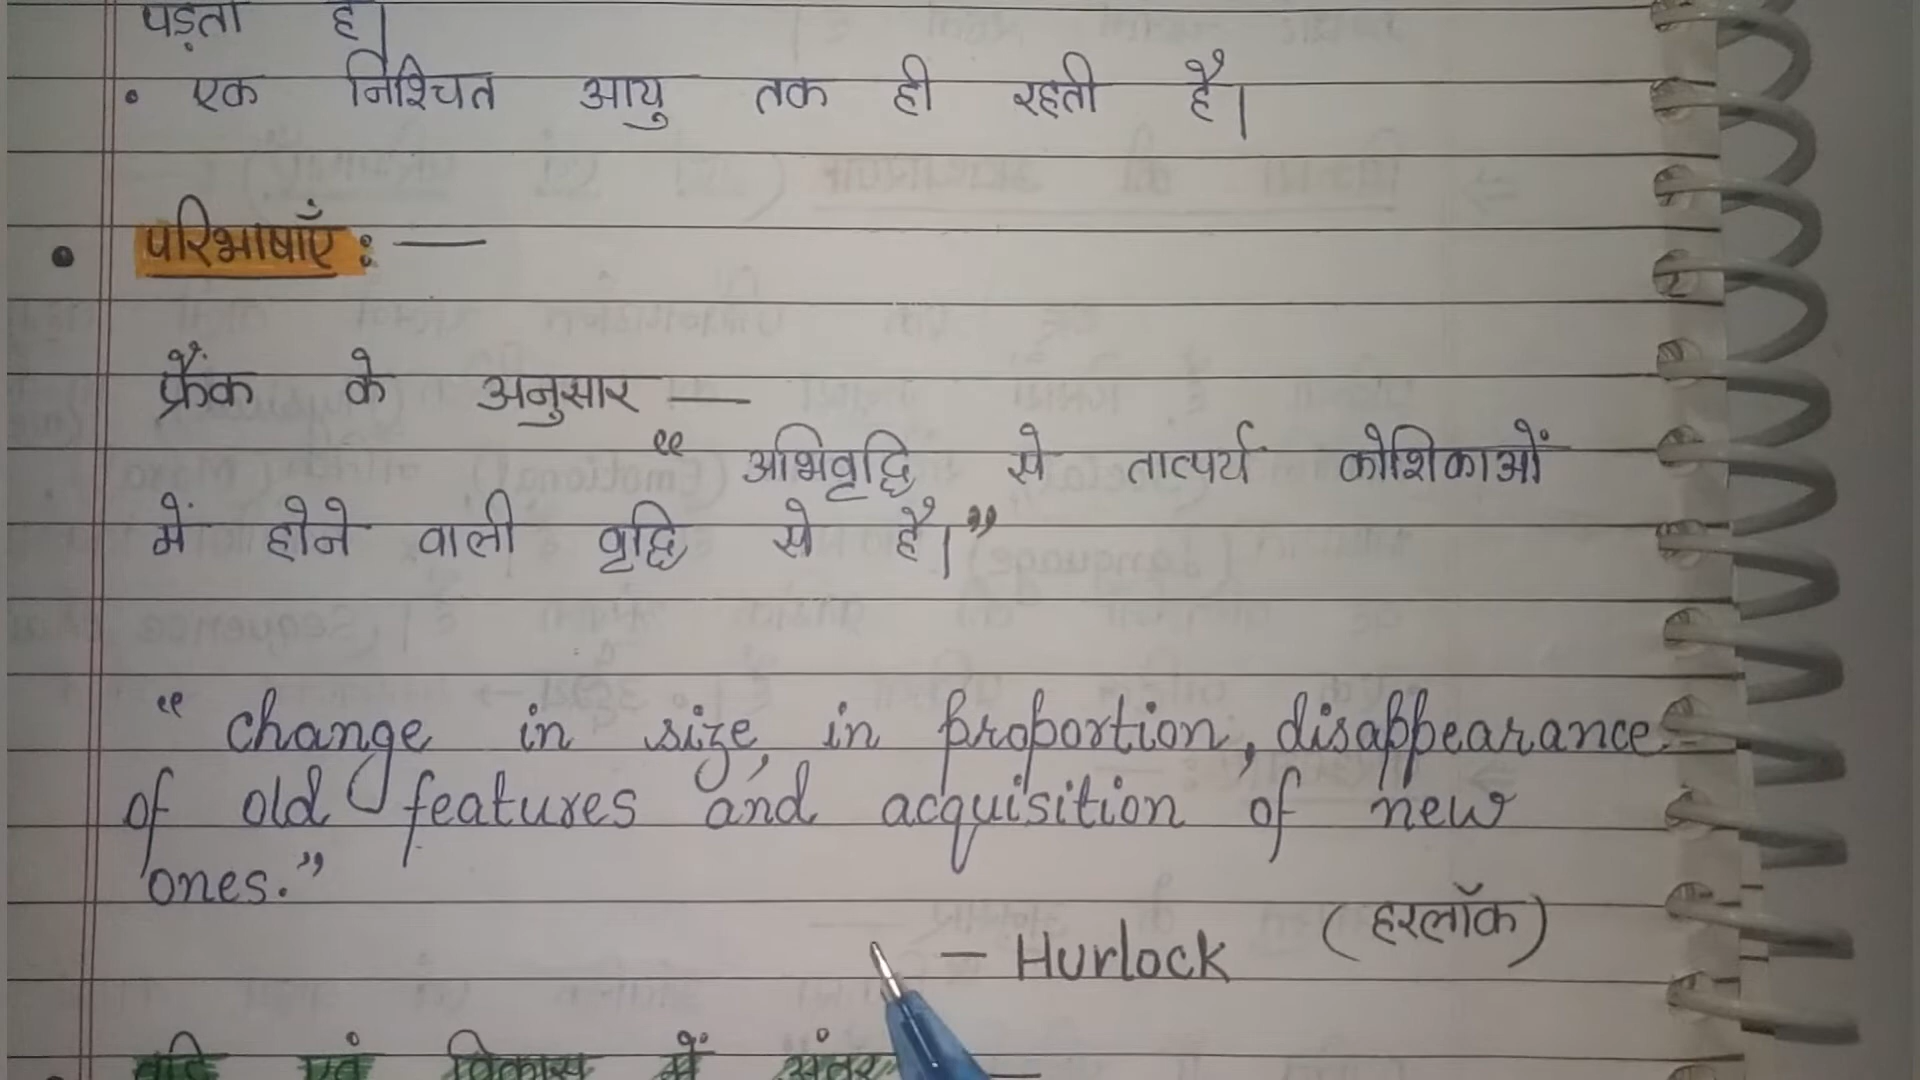 पड़ता है।
• एक निश्चित आयु तक ही रहती है।
• परिभाषाएँ :—
फ्रैंक के अनुसार —
“ अभिवृद्धि से तात्पर्य कोशिकाओं
में होने वाली वृद्धि से है।”
“ change in size, in proportion, disappearance
of old features and acquisition of new
ones.”
— Hurlock (हरलॉक)
वृद्धि एवं विकास में अंतर —